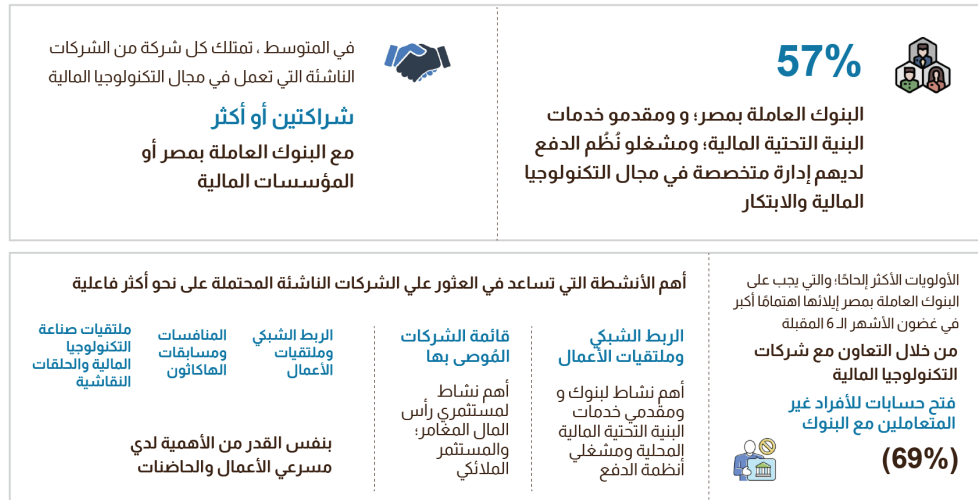 57%
البنوك العاملة بمصر؛ و ومقدمو خدمات
البنية التحتية المالية؛ ومشغلو نُظُم الدفع
لديهم إدارة متخصصة في مجال التكنولوجيا
المالية والابتكار
في المتوسط ، تمتلك كل شركة من الشركات
الناشئة التي تعمل في مجال التكنولوجيا المالية
شراكتين أو أكثر
مع البنوك العاملة بمصر أو
المؤسسات المالية
الأولويات الأكثر إلحاحًا؛ والتي يجب على
البنوك العاملة بمصر إيلائها اهتمامًا أكبر
في غضون الأشهر الـ 6 المقبلة
من خلال التعاون مع شركات
التكنولوجيا المالية
فتح حسابات للأفراد غير
المتعاملين مع البنوك
(69%)
أهم الأنشطة التي تساعد في العثور علي الشركات الناشئة المحتملة على نحو أكثر فاعلية
الربط الشبكي
وملتقيات الأعمال
أهم نشاط لبنوك و
ومقدمي خدمات
البنية التحتية المالية
المحلية ومشغلي
أنظمة الدفع
قائمة الشركات
المُوصى بها
أهم نشاط
لمستثمري رأس
المال المغامر؛
والمستثمر
الملائكي
الربط الشبكي
وملتقيات
الأعمال
المنافسات
ومسابقات
الهاكاثون
ملتقيات صناعة
التكنولوجيا
المالية والحلقات
النقاشية
بنفس القدر من الأهمية لدي
مسرعي الأعمال والحاضنات